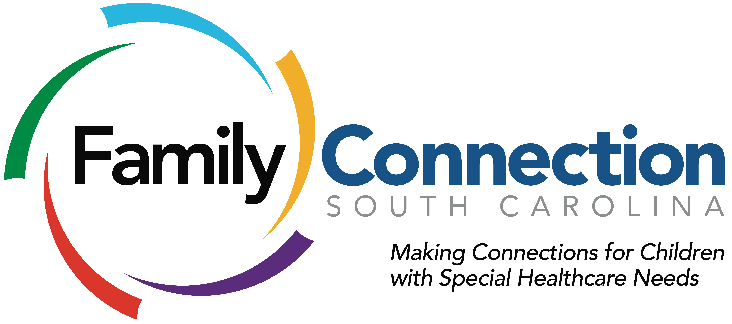 Family Connection
SOUTH CAROLINA
Making Connections for Children
with Special Healthcare Needs